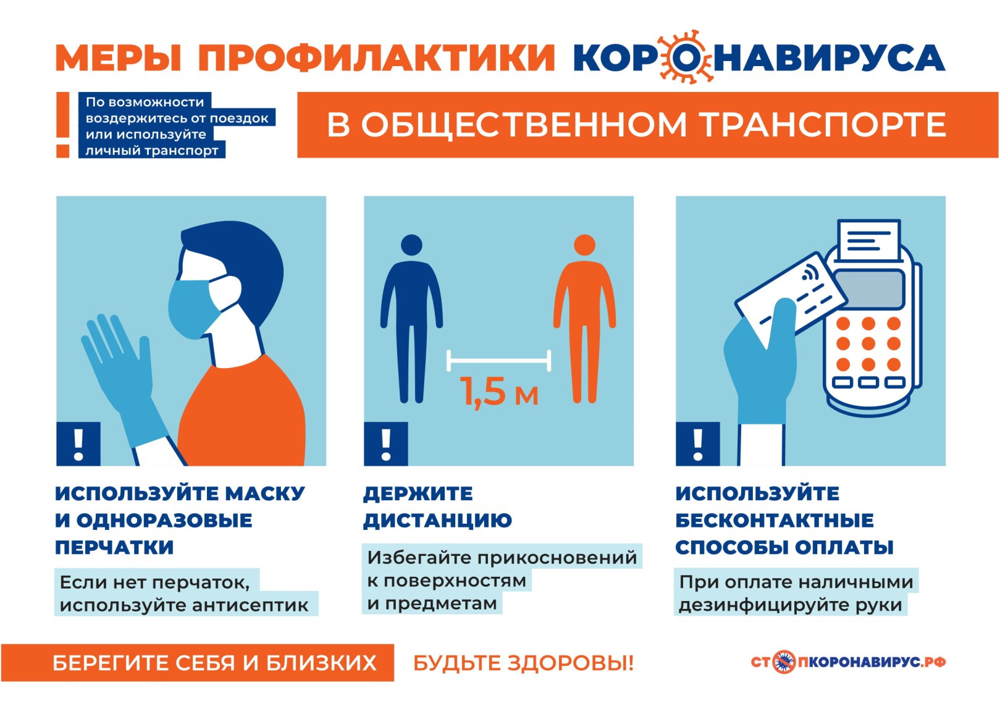 МЕРЫ ПРОФИЛАКТИКИ КОРОНАВИРУСА
По возможности
воздержитесь от поездок
или используйте
личный транспорт
В ОБЩЕСТВЕННОМ ТРАНСПОРТЕ
!
1,5 м
!
!
ИСПОЛЬЗУЙТЕ МАСКУ
И ОДНОРАЗОВЫЕ
ПЕРЧАТКИ
Если нет перчаток,
используйте антисептик
ДЕРЖИТЕ
ДИСТАНЦИЮ
Избегайте прикосновений
к поверхностям
и предметам
ИСПОЛЬЗУЙТЕ
БЕСКОНТАКТНЫЕ
СПОСОБЫ ОПЛАТЫ
При оплате наличными
дезинфицируйте руки
БЕРЕГИТЕ СЕБЯ И БЛИЗКИХ
БУДЬТЕ ЗДОРОВЫ!
СТОПКОРОНАВИРУС.РФ